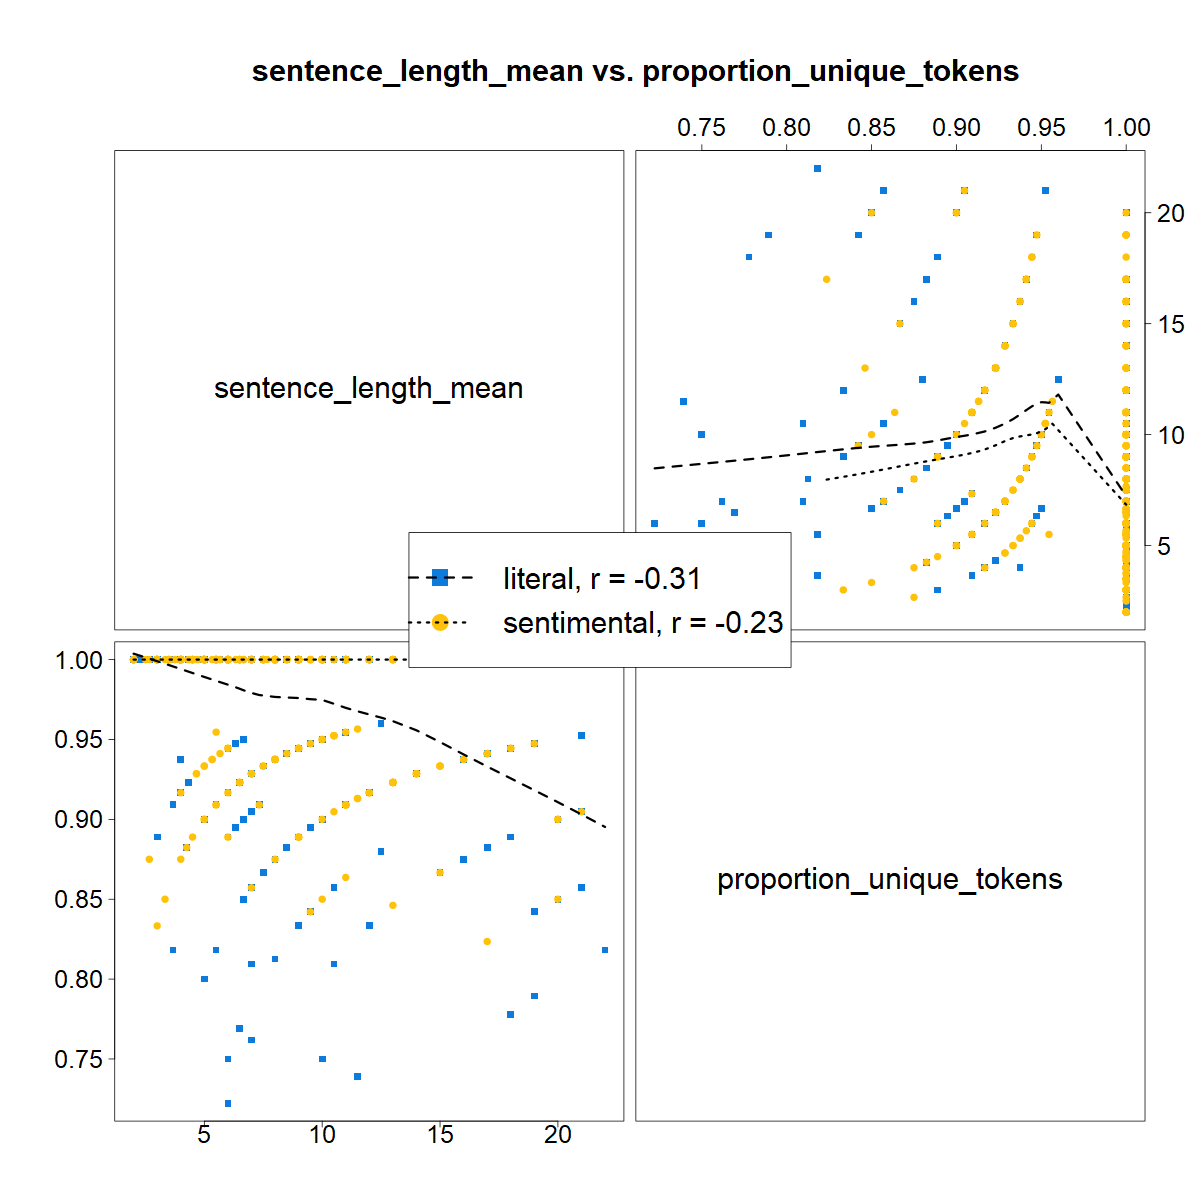 sentence_length_mean vs. proportion_unique_tokens
0.75 0.80 0.85 0.90 0.95 1.00
sentence_length_mean
20
15
10
5
literal, r = -0.31
sentimental, r = -0.23
1.00
0.95
0.90
0.85
0.80
0.75
proportion_unique_tokens
5 10 15 20